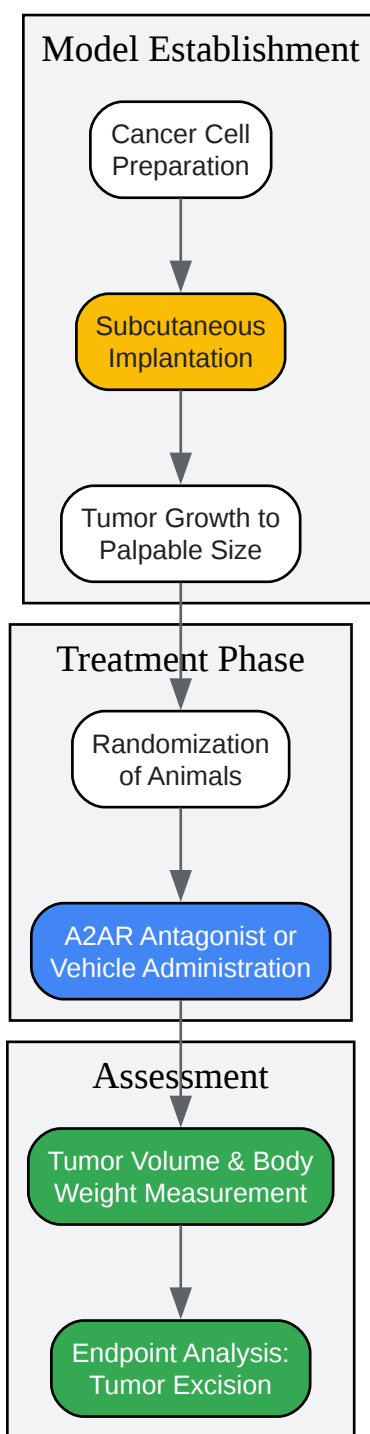 Model Establishment
Cancer Cell
Preparation
Subcutaneous
Implantation
Tumor Growth to
Palpable Size
Treatment Phase
Randomization
of Animals
A2AR Antagonist or
Vehicle Administration
Assessment
Tumor Volume & Body
Weight Measurement
Endpoint Analysis:
Tumor Excision